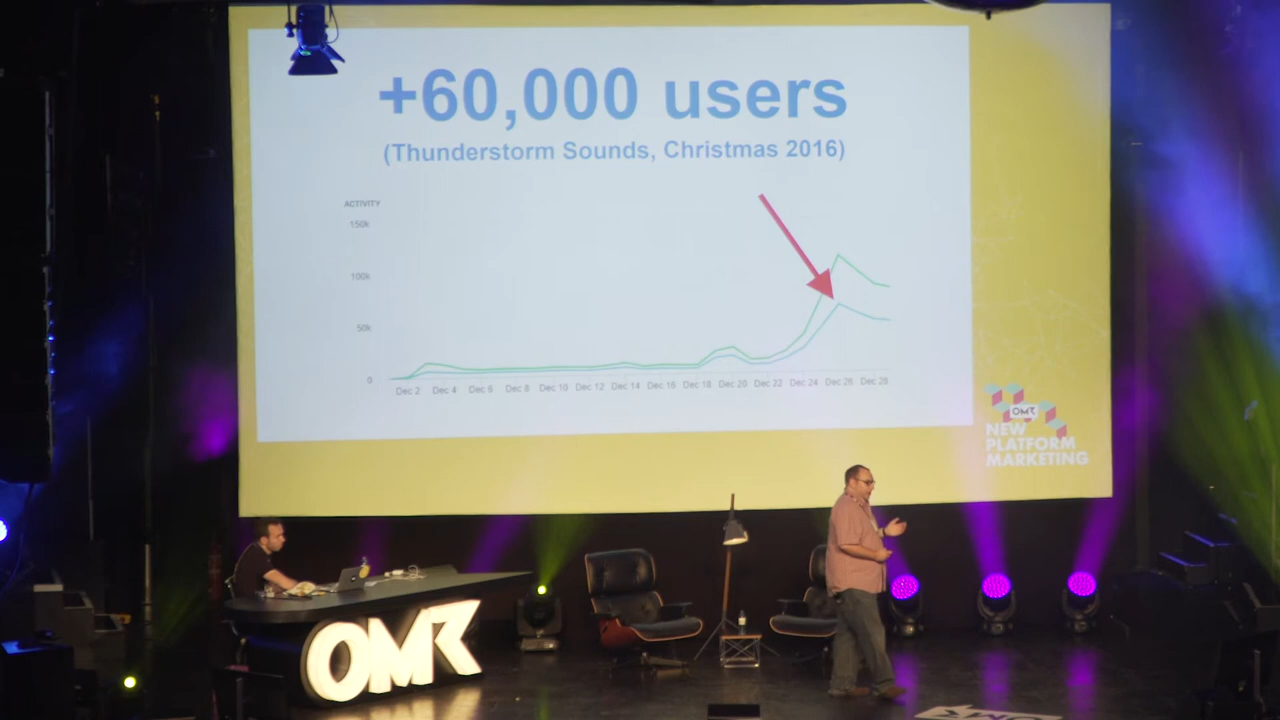 +60,000 users
(Thunderstorm Sounds, Christmas 2016)
ACTIVITY
150k
100k
50k
0
Dec 2 Dec 4 Dec 6 Dec 8 Dec 10 Dec 12 Dec 14 Dec 16 Dec 18 Dec 20 Dec 22 Dec 24 Dec 26 Dec 28
OMR
NEW
PLATFORM
MARKETING
OMR
OMR